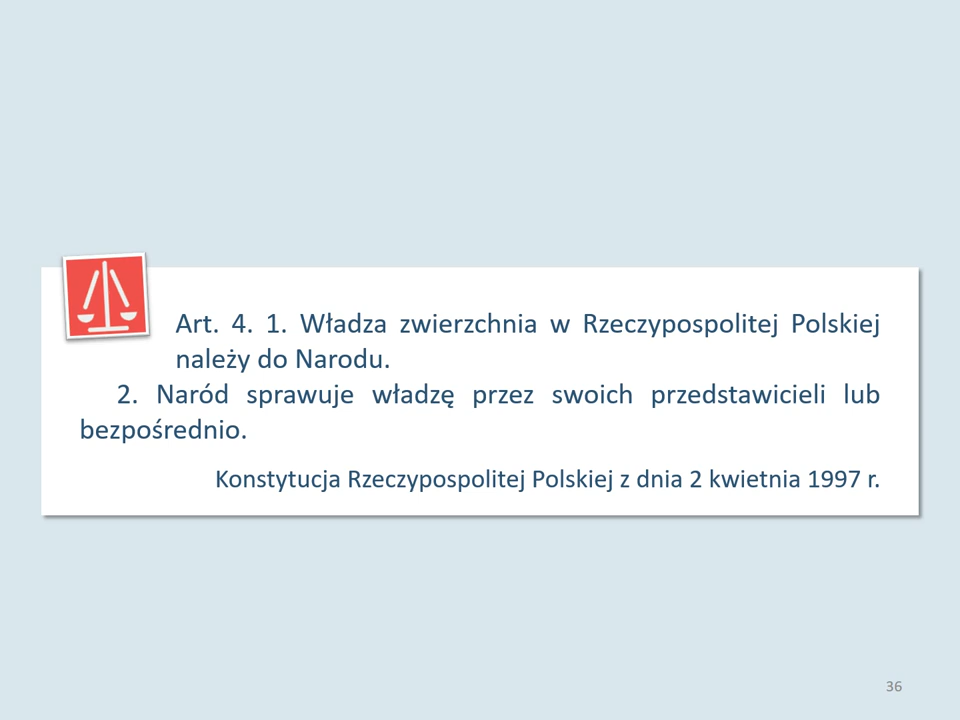 Art. 4. 1. Władza zwierzchnia w Rzeczypospolitej Polskiej
należy do Narodu.
2. Naród sprawuje władzę przez swoich przedstawicieli lub
bezpośrednio.
Konstytucja Rzeczypospolitej Polskiej z dnia 2 kwietnia 1997 r.
36